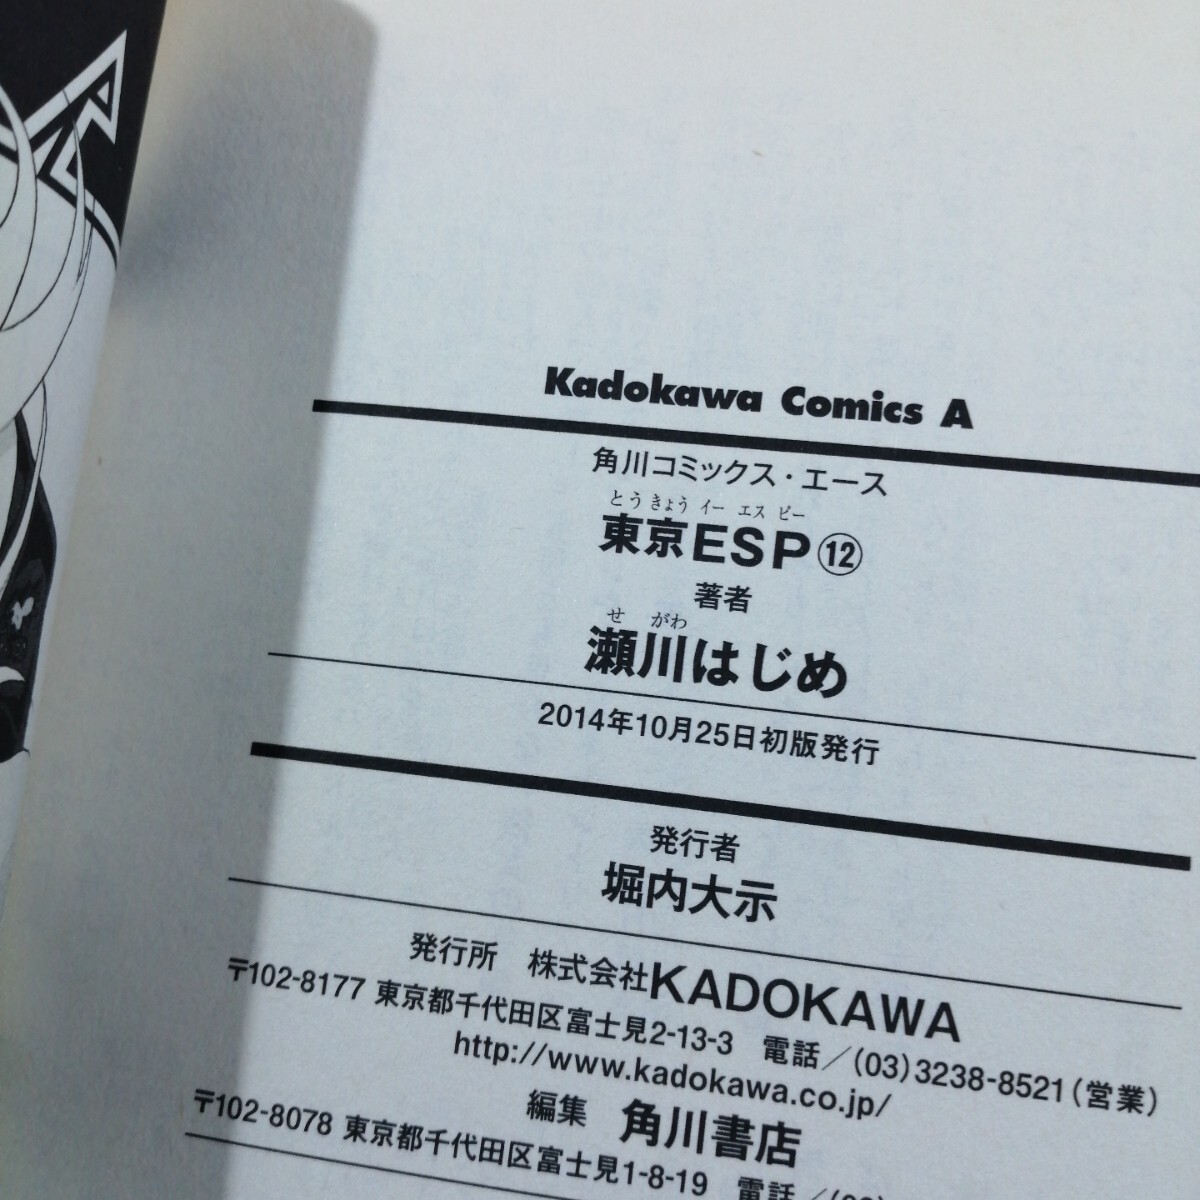 Kadokawa Comics A
角川コミックス・エース
とうきょう イー エス ピー
東京ESP⑫
著者
せ がわ
瀬川はじめ
2014年10月25日初版発行
発行者
堀内大示
発行所 株式会社KADOKAWA
〒102-8177 東京都千代田区富士見2-13-3 電話／(03)3238-8521(営業)
http://www.kadokawa.co.jp/
編集 角川書店
〒102-8078 東京都千代田区富士見1-8-19 電話／